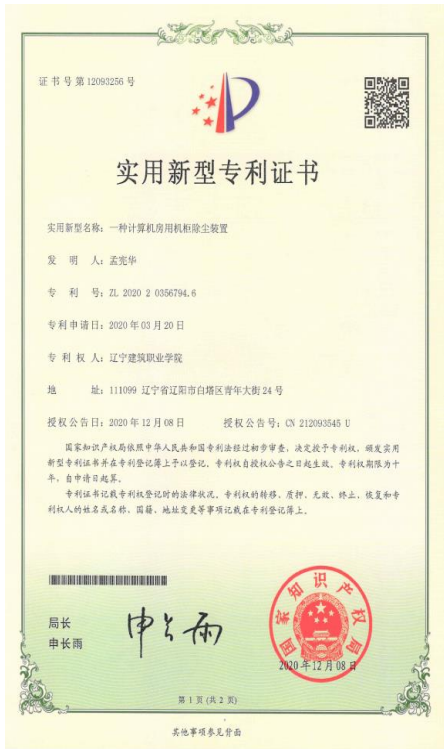 证书号第12093256号
实用新型专利证书
实用新型名称：一种计算机房用机柜除尘装置
发 明 人：孟宪华
专 利 号：ZL 2020 2 0356794.6
专利申请日：2020年03月20日
专 利 权 人：辽宁建筑职业学院
地 址：111099 辽宁省辽阳市白塔区青年大街24号
授权公告日：2020年12月08日 授权公告号：CN 212093545 U
国家知识产权局依照中华人民共和国专利法经过初步审查，决定授予专利权，颁发实用
新型专利证书并在专利登记簿上予以登记。专利权自授权公告之日起生效。专利权期限为十
年，自申请日起算。
专利证书记载专利权登记时的法律状况。专利权的转移、质押、无效、终止、恢复和专
利权人的姓名或名称、国籍、地址变更等事项记载在专利登记簿上。
局长
申长雨
申长雨
国家知识产权局
2020年12月08日
第 1 页 (共 2 页)
其他事项参见背面